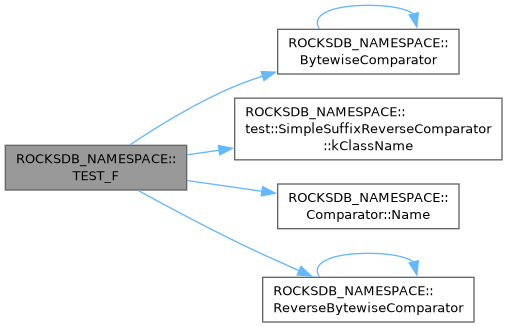 ROCKSDB_NAMESPACE::
TEST_F
ROCKSDB_NAMESPACE::
BytewiseComparator
ROCKSDB_NAMESPACE::
test::SimpleSuffixReverseComparator
::kClassName
ROCKSDB_NAMESPACE::
Comparator::Name
ROCKSDB_NAMESPACE::
ReverseBytewiseComparator